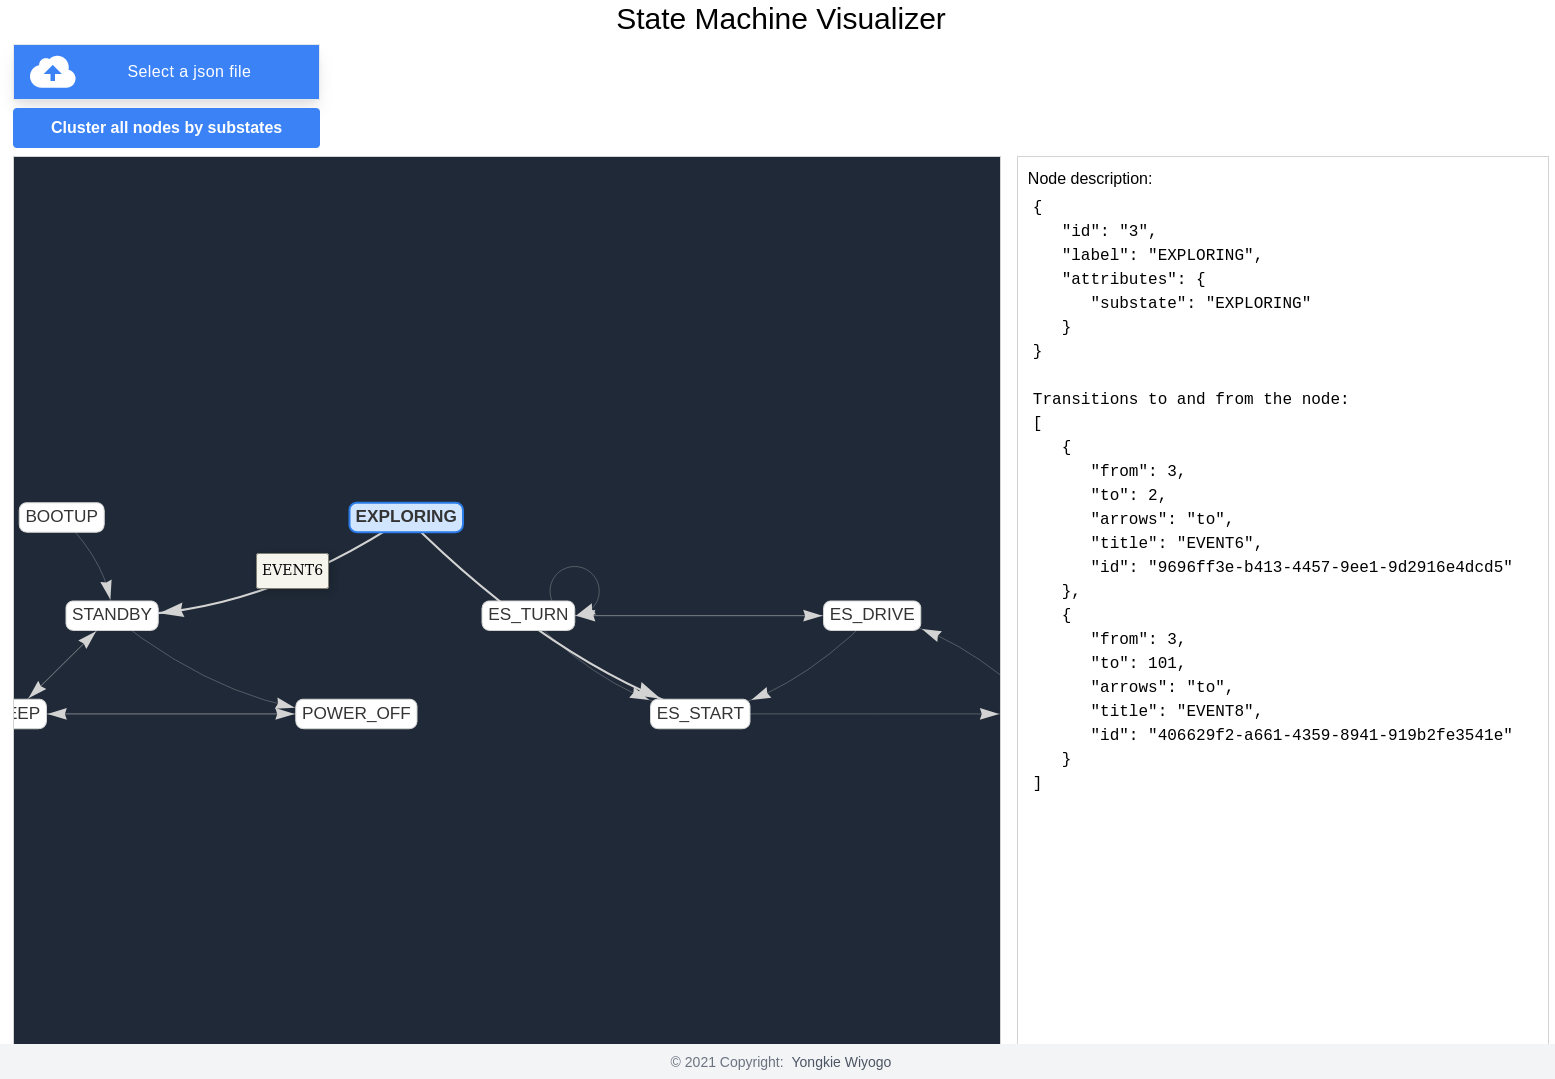 State Machine Visualizer
Select a json file
Cluster all nodes by substates
BOOTUP
EXPLORING
EVENT6
STANDBY
ES_TURN
ES_DRIVE
EEP
POWER_OFF
ES_START
Node description:
{
   "id": "3",
   "label": "EXPLORING",
   "attributes": {
      "substate": "EXPLORING"
   }
}
Transitions to and from the node:
[
   {
      "from": 3,
      "to": 2,
      "arrows": "to",
      "title": "EVENT6",
      "id": "9696ff3e-b413-4457-9ee1-9d2916e4dcd5"
   },
   {
      "from": 3,
      "to": 101,
      "arrows": "to",
      "title": "EVENT8",
      "id": "406629f2-a661-4359-8941-919b2fe3541e"
   }
]
© 2021 Copyright: Yongkie Wiyogo